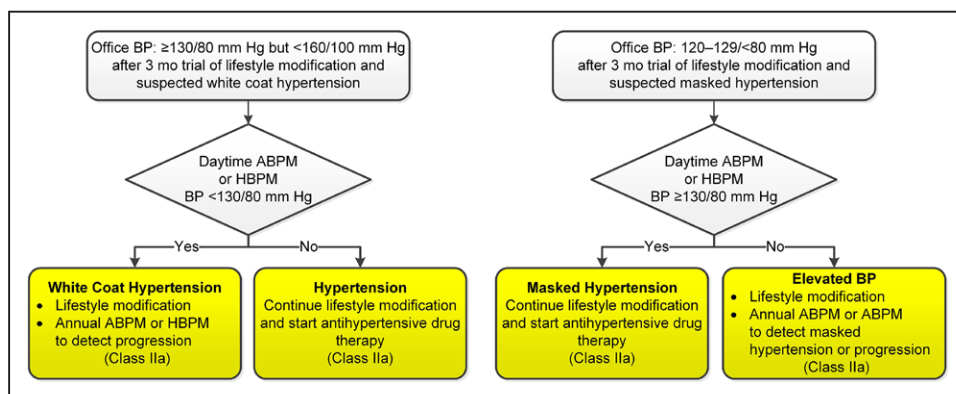 Office BP: ≥130/80 mm Hg but <160/100 mm Hg
after 3 mo trial of lifestyle modification and
suspected white coat hypertension
Daytime ABPM
or HBPM
BP <130/80 mm Hg
Yes
No
White Coat Hypertension
• Lifestyle modification
• Annual ABPM or HBPM
to detect progression
(Class IIa)
Hypertension
Continue lifestyle modification
and start antihypertensive drug
therapy
(Class IIa)
Office BP: 120–129/<80 mm Hg
after 3 mo trial of lifestyle modification and
suspected masked hypertension
Daytime ABPM
or HBPM
BP ≥130/80 mm Hg
Yes
No
Masked Hypertension
Continue lifestyle modification
and start antihypertensive drug
therapy
(Class IIa)
Elevated BP
• Lifestyle modification
• Annual ABPM or ABPM
to detect masked
hypertension or progression
(Class IIa)